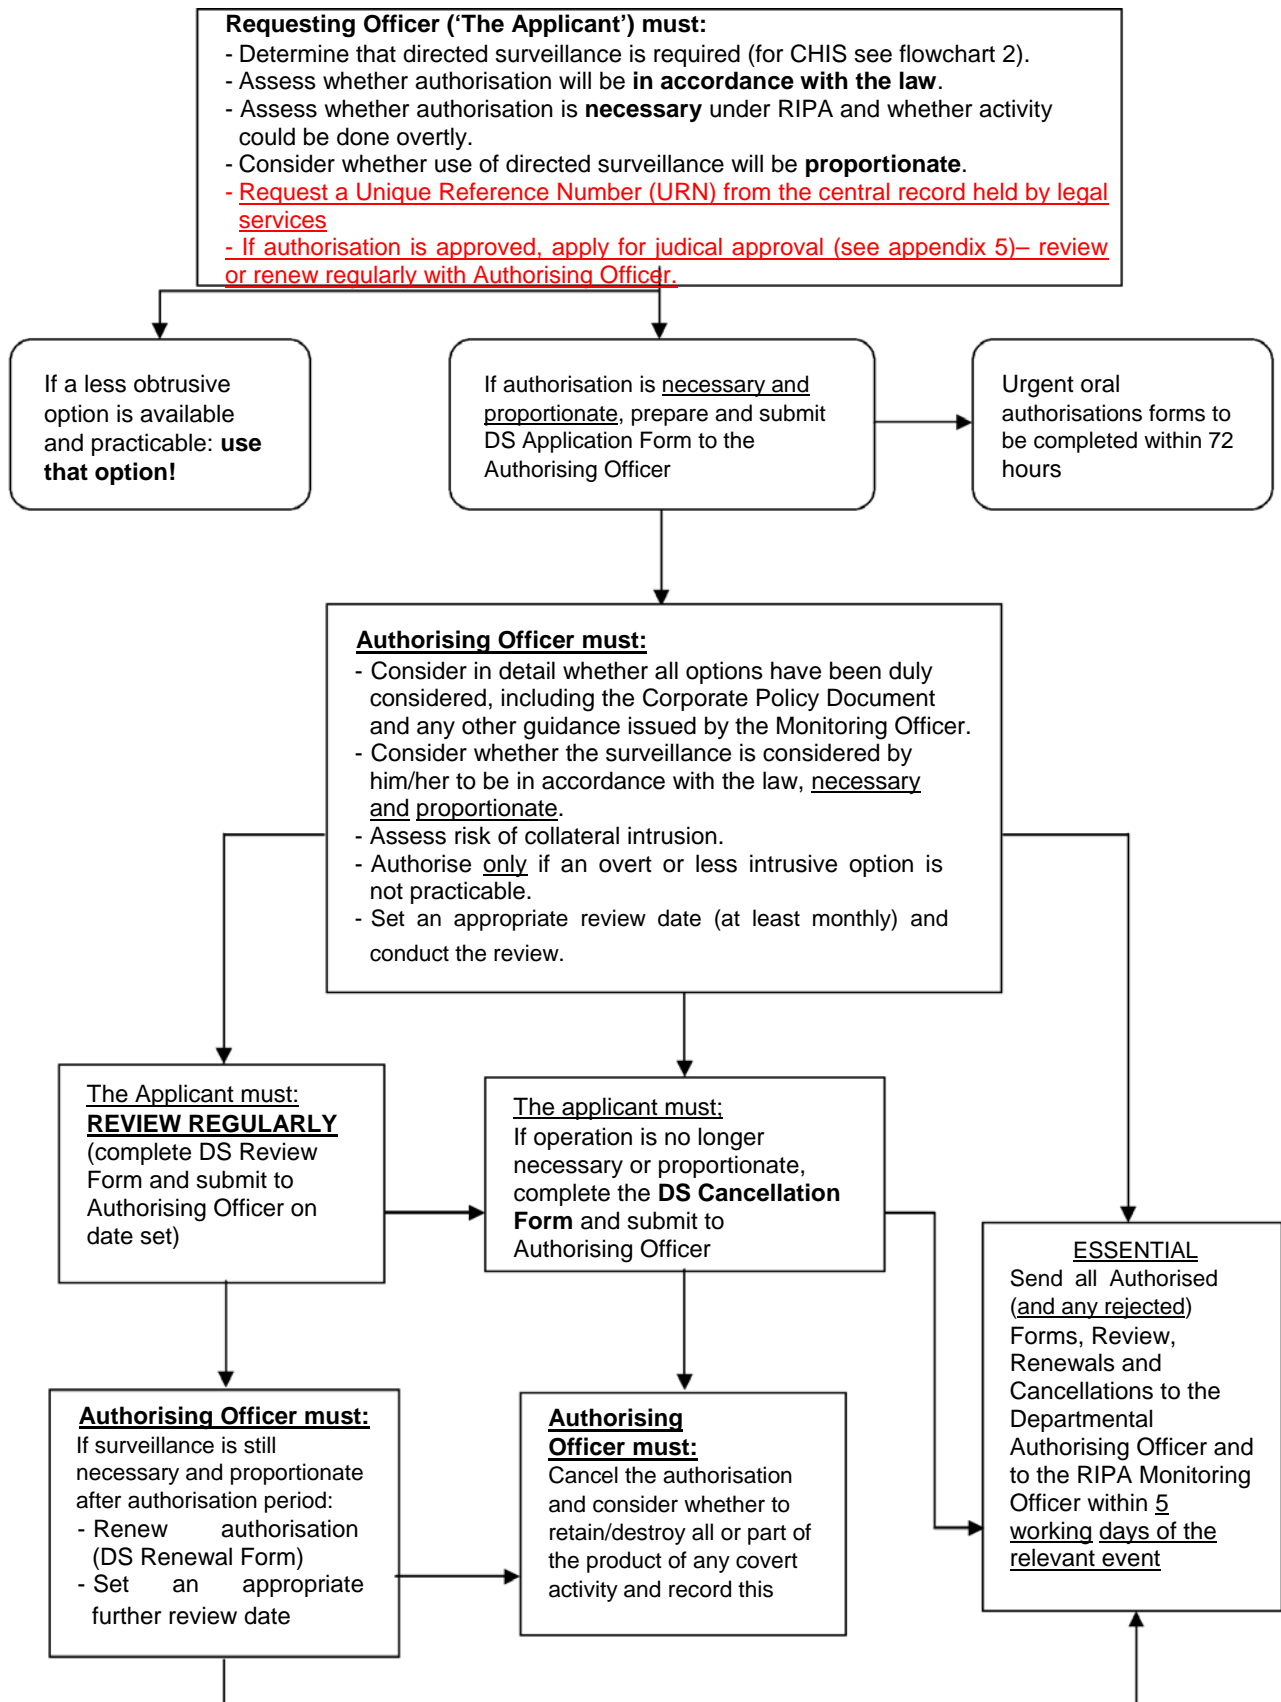 Requesting Officer (‘The Applicant’) must:
- Determine that directed surveillance is required (for CHIS see flowchart 2).
- Assess whether authorisation will be in accordance with the law.
- Assess whether authorisation is necessary under RIPA and whether activity
could be done overtly.
- Consider whether use of directed surveillance will be proportionate.
- Request a Unique Reference Number (URN) from the central record held by legal
services
- If authorisation is approved, apply for judical approval (see appendix 5)– review
or renew regularly with Authorising Officer.
If a less obtrusive
option is available
and practicable: use
that option!
If authorisation is necessary and
proportionate, prepare and submit
DS Application Form to the
Authorising Officer
Urgent oral
authorisations forms to
be completed within 72
hours
Authorising Officer must:
- Consider in detail whether all options have been duly
considered, including the Corporate Policy Document
and any other guidance issued by the Monitoring Officer.
- Consider whether the surveillance is considered by
him/her to be in accordance with the law, necessary
and proportionate.
- Assess risk of collateral intrusion.
- Authorise only if an overt or less intrusive option is
not practicable.
- Set an appropriate review date (at least monthly) and
conduct the review.
The Applicant must:
REVIEW REGULARLY
(complete DS Review
Form and submit to
Authorising Officer on
date set)
The applicant must;
If operation is no longer
necessary or proportionate,
complete the DS Cancellation
Form and submit to
Authorising Officer
ESSENTIAL
Send all Authorised
(and any rejected)
Forms, Review,
Renewals and
Cancellations to the
Departmental
Authorising Officer and
to the RIPA Monitoring
Officer within 5
working days of the
relevant event
Authorising Officer must:
If surveillance is still
necessary and proportionate
after authorisation period:
- Renew authorisation
(DS Renewal Form)
- Set an appropriate
further review date
Authorising
Officer must:
Cancel the authorisation
and consider whether to
retain/destroy all or part of
the product of any covert
activity and record this